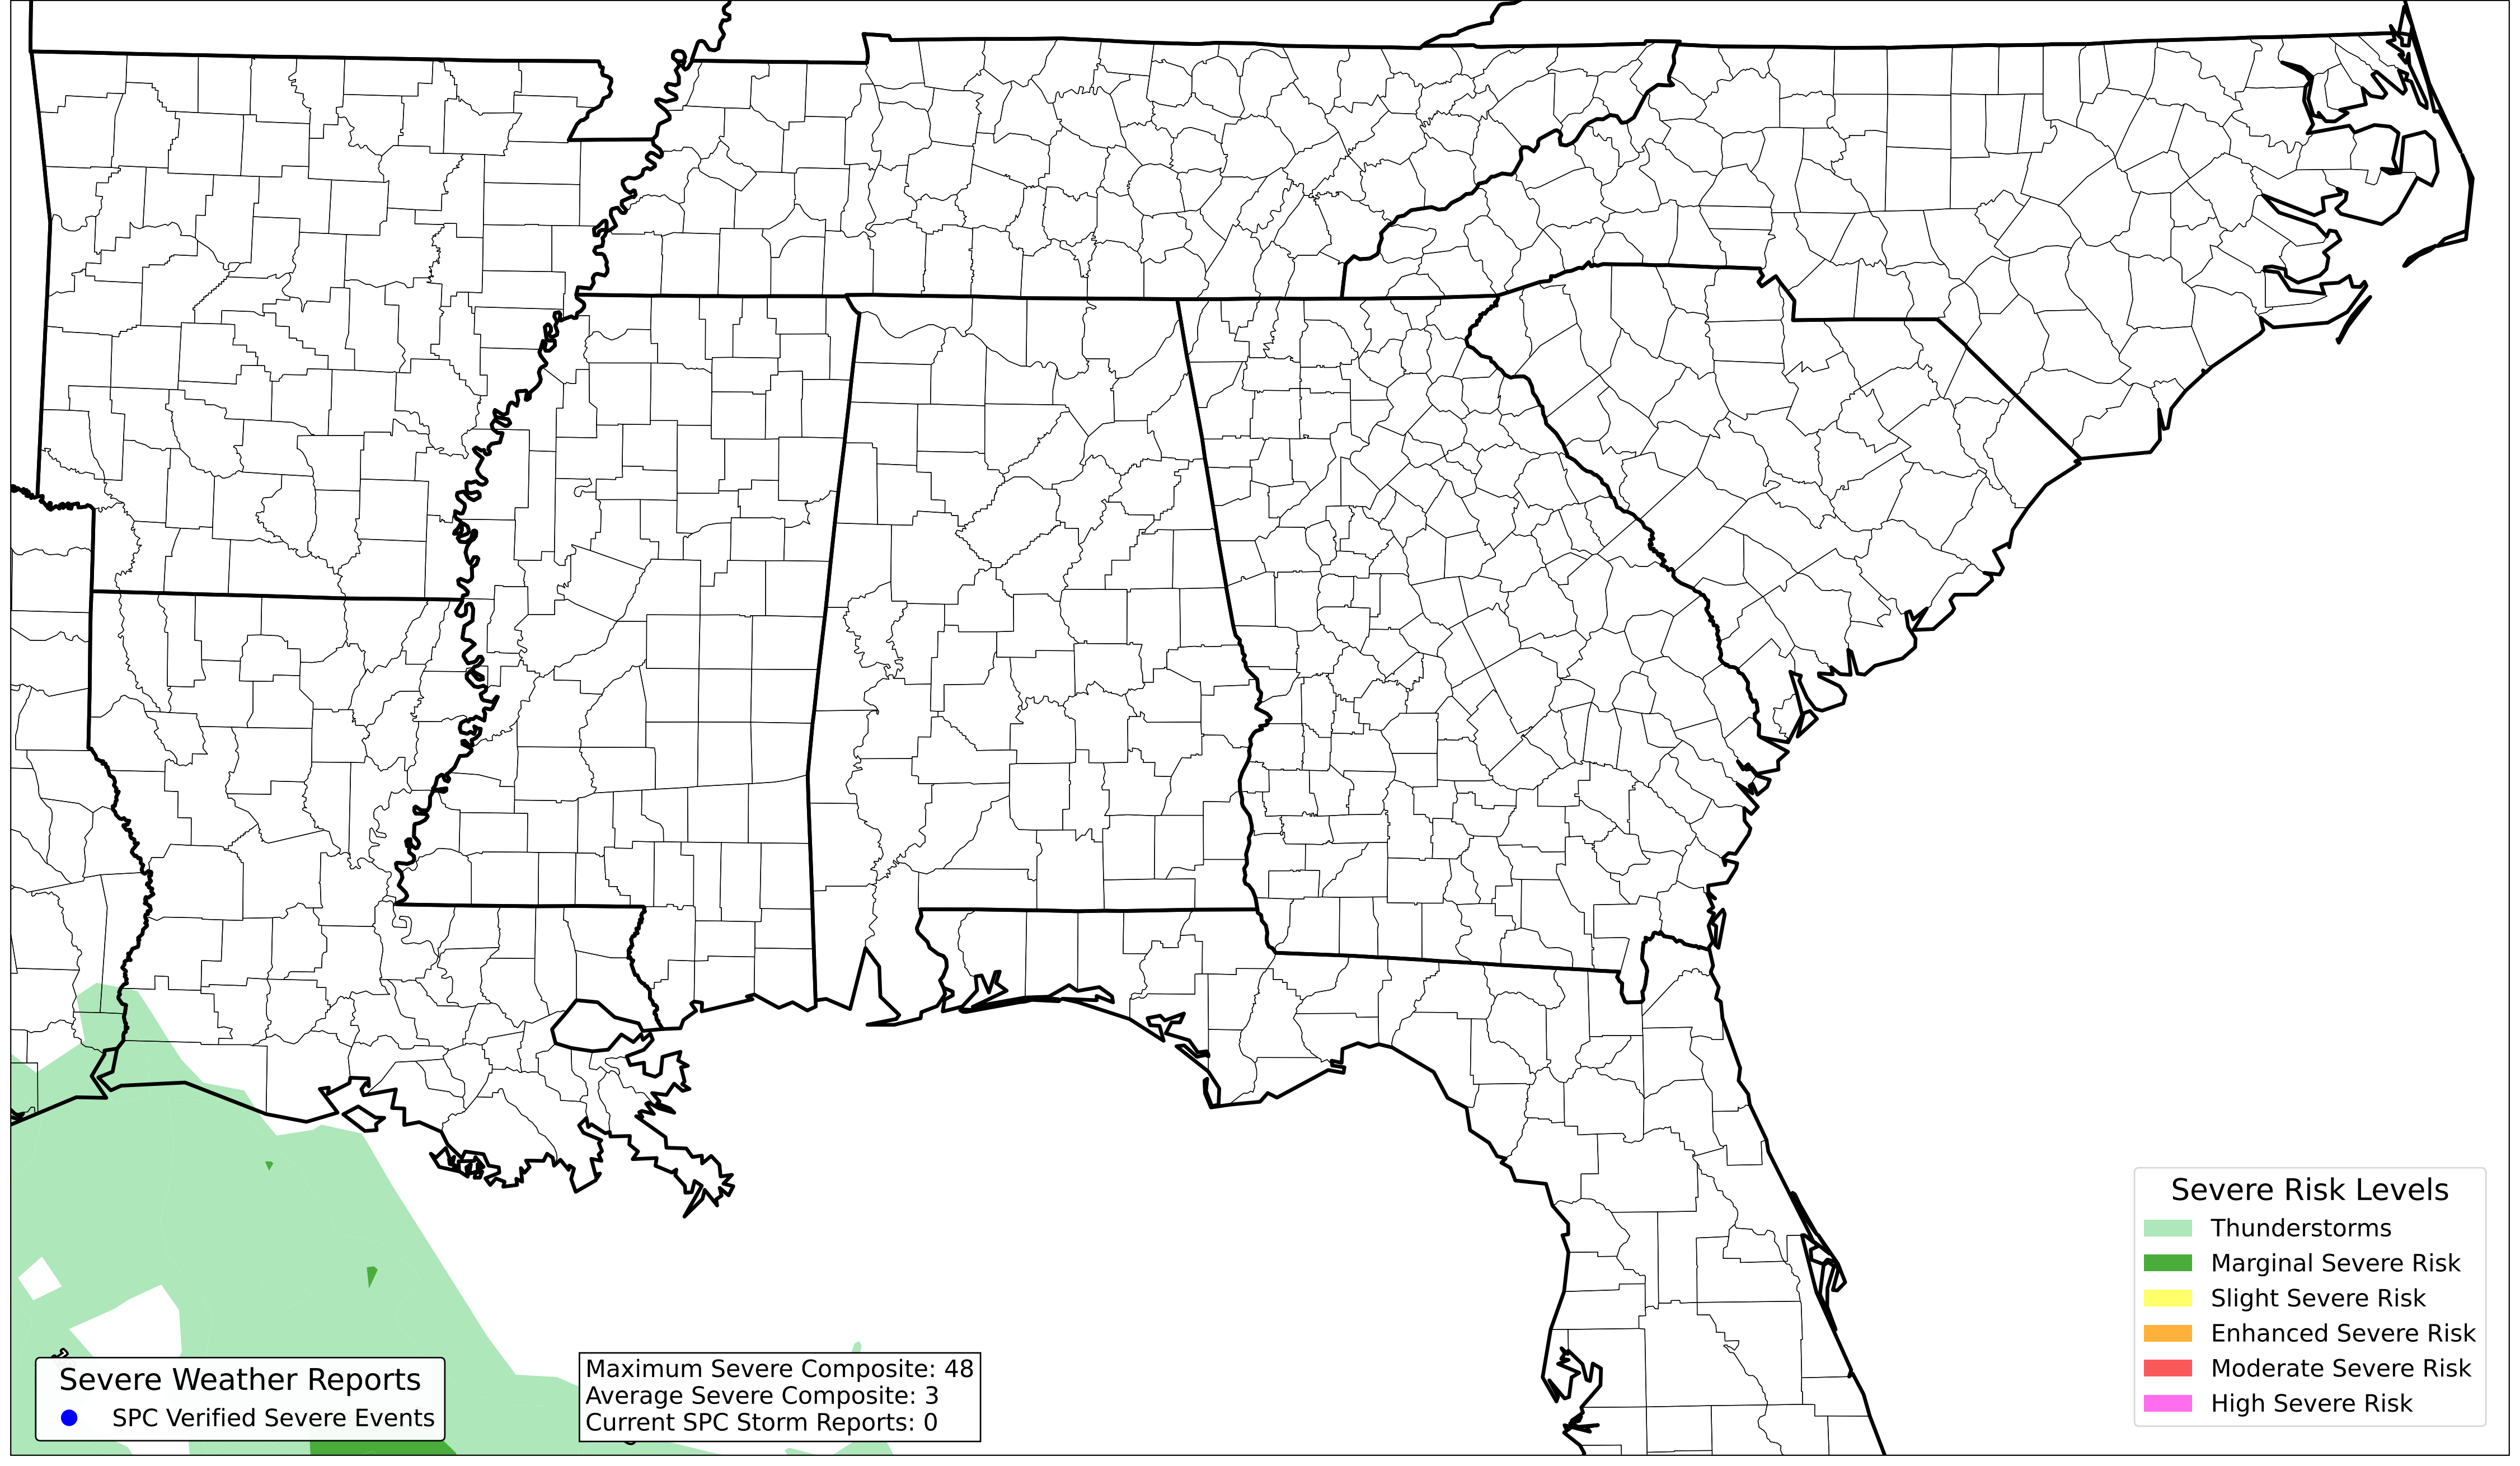 Severe Risk Levels
Thunderstorms
Marginal Severe Risk
Slight Severe Risk
Enhanced Severe Risk
Moderate Severe Risk
High Severe Risk
Severe Weather Reports
SPC Verified Severe Events
Maximum Severe Composite: 48
Average Severe Composite: 3
Current SPC Storm Reports: 0